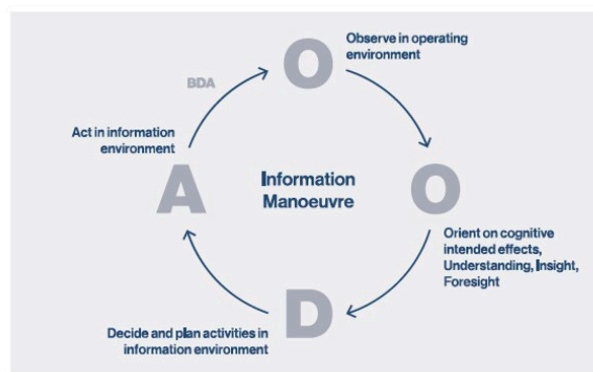 O
Observe in operating
environment
BDA
Act in information
environment
A
Information
Manoeuvre
O
Orient on cognitive
intended effects,
Understanding, Insight,
Foresight
D
Decide and plan activities in
information environment